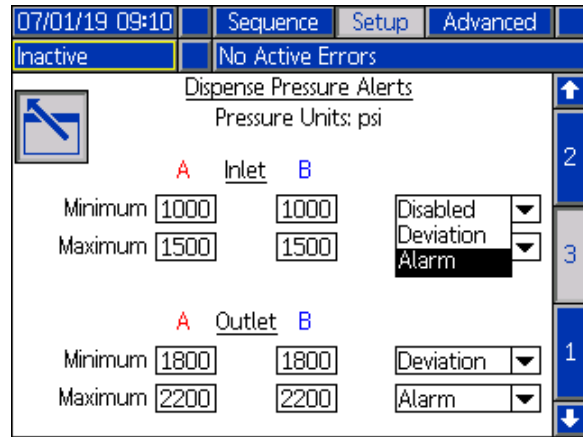 07/01/19 09:10 Sequence Setup Advanced
Inactive No Active Errors
Dispense Pressure Alerts
Pressure Units: psi
2
A Inlet B
Minimum 1000 1000 Disabled
Deviation
Maximum 1500 1500
Alarm
3
A Outlet B
Minimum 1800 1800 Deviation
1
Maximum 2200 2200 Alarm